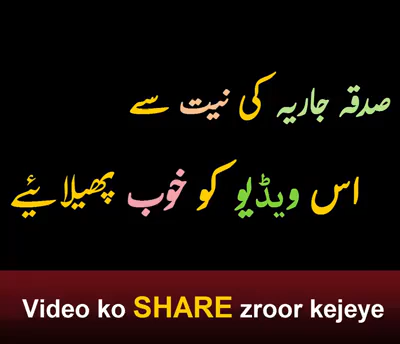 صدقہ جاریہ کی نیت سے
اس ویڈیو کو خوب پھیلائیے
Video ko SHARE zroor kejeye